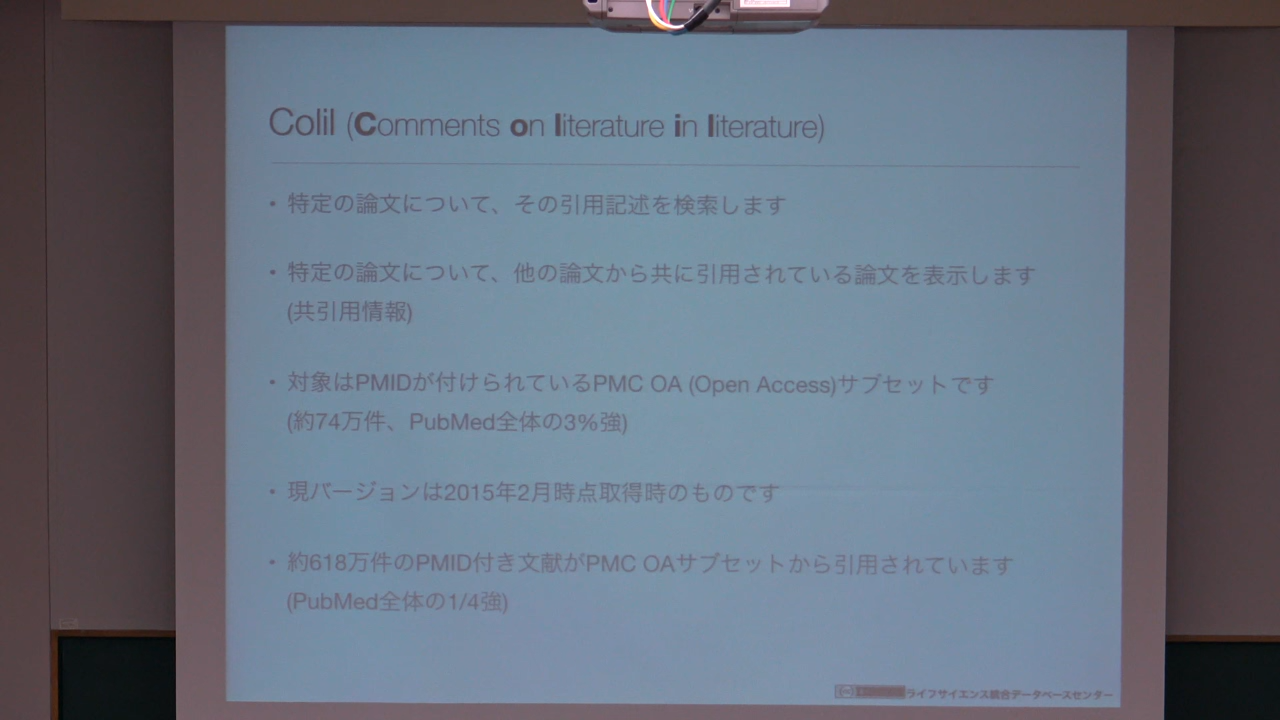 Colil (Comments on literature in literature)
・特定の論文について、その引用記述を検索します
・特定の論文について、他の論文から共に引用されている論文を表示します
(共引用情報)
・対象はPMIDが付けられているPMC OA (Open Access)サブセットです
(約74万件、PubMed全体の3%強)
・現バージョンは2015年2月時点取得時のものです
・約618万件のPMID付き文献がPMC OAサブセットから引用されています
(PubMed全体の1/4強)
ライフサイエンス統合データベースセンター